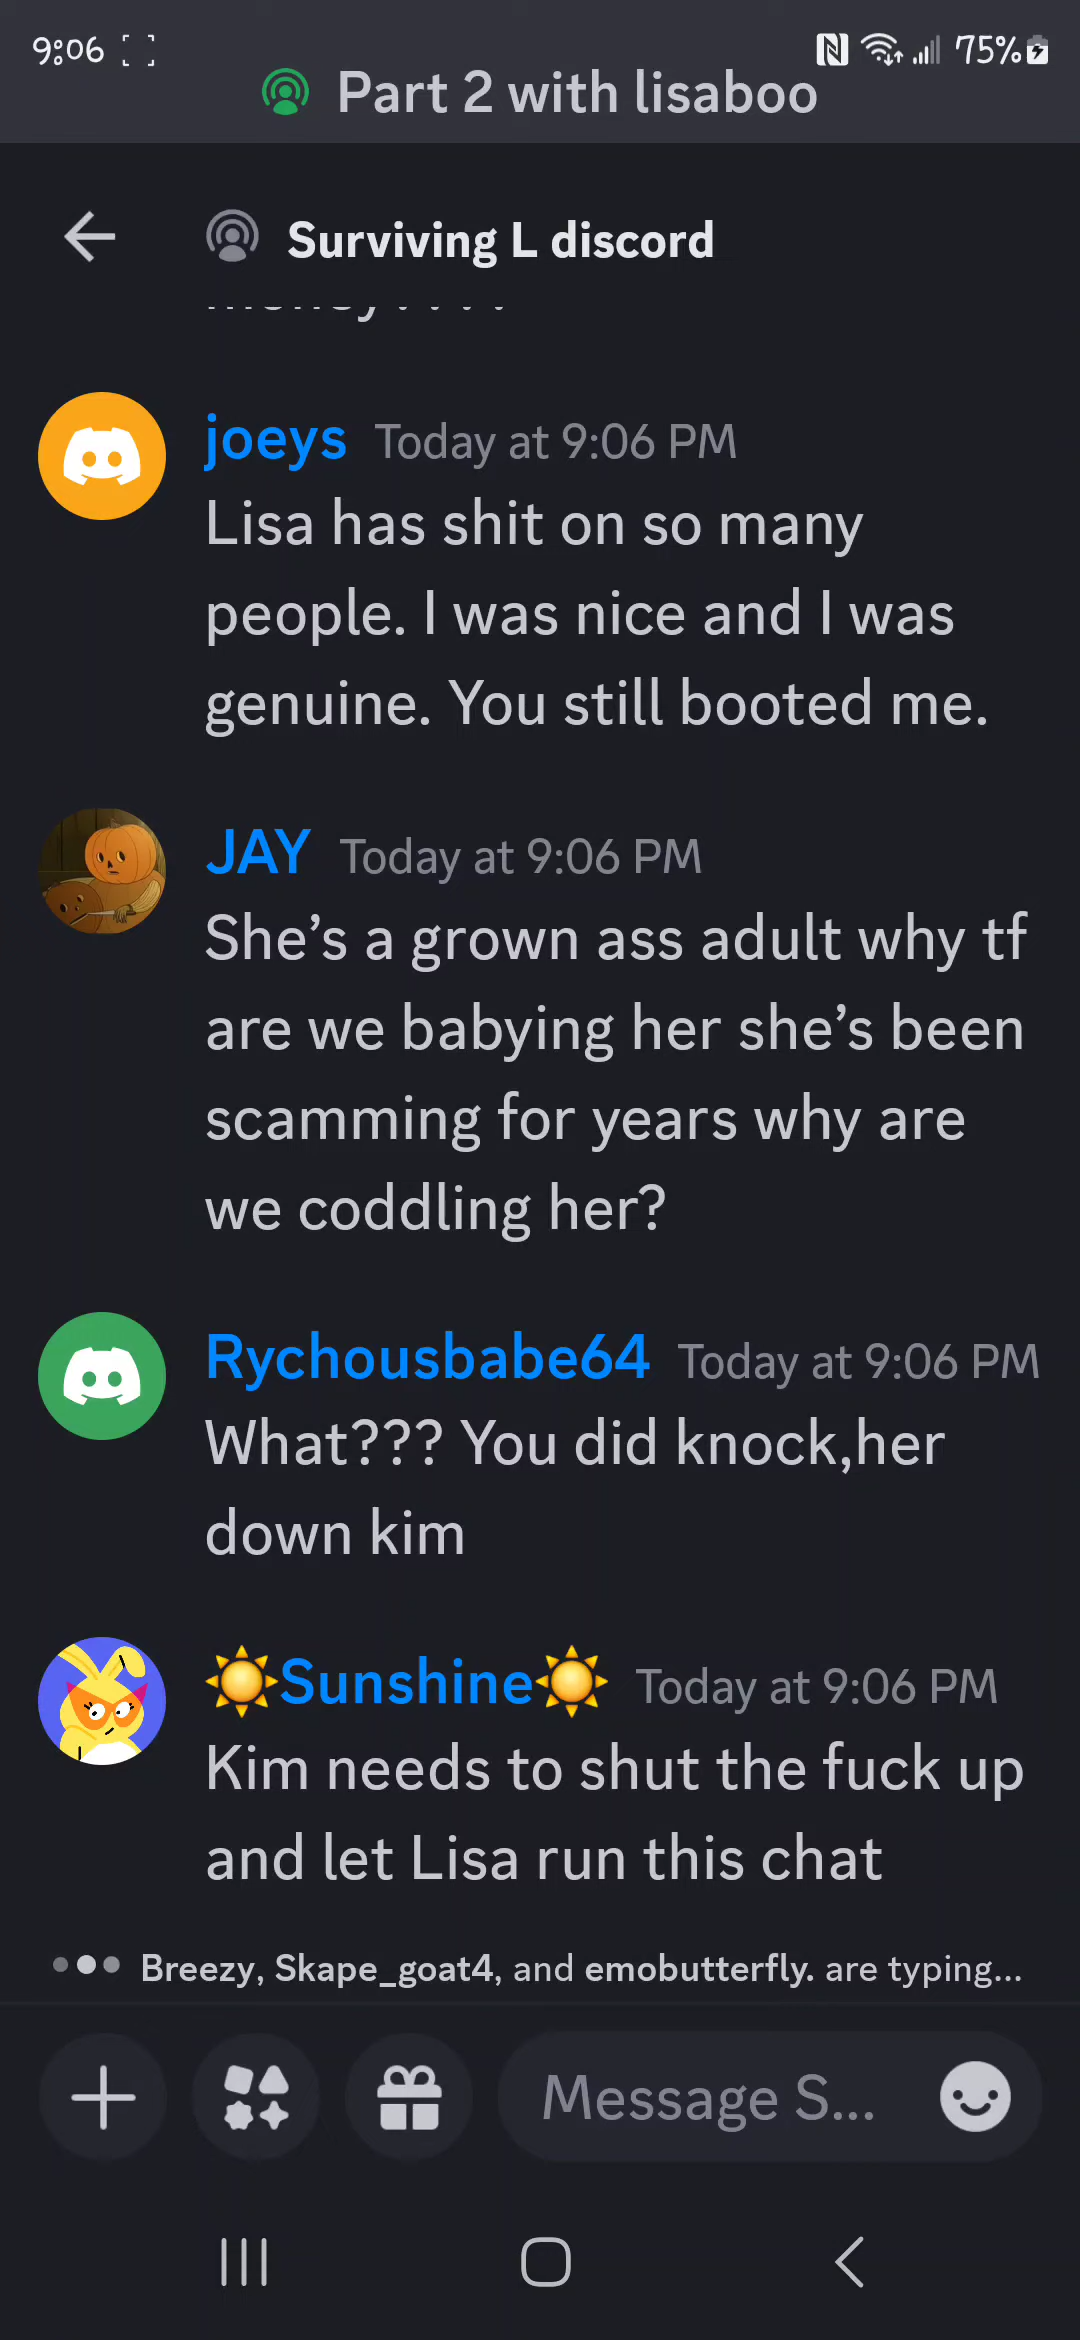 9:06 75%
Part 2 with lisaboo
Surviving L discord
joeys Today at 9:06 PM
Lisa has shit on so many
people. I was nice and I was
genuine. You still booted me.
JAY Today at 9:06 PM
She’s a grown ass adult why tf
are we babying her she’s been
scamming for years why are
we coddling her?
Rychousbabe64 Today at 9:06 PM
What??? You did knock,her
down kim
☀️Sunshine☀️ Today at 9:06 PM
Kim needs to shut the fuck up
and let Lisa run this chat
Breezy, Skape_goat4, and emobutterfly. are typing...
Message S...